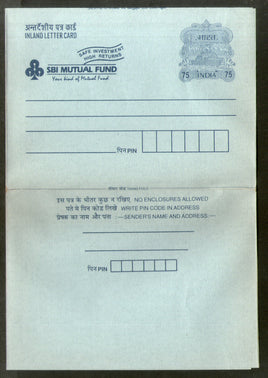 अन्तर्देशीय पत्र कार्ड
INLAND LETTER CARD
SAFE INVESTMENT
HIGH RETURNS
SBI MUTUAL FUND
Your kind of Mutual Fund
भारत
75 INDIA 75
पिन PIN
इस पत्र के भीतर कुछ न रखिए NO ENCLOSURES ALLOWED
पते में पिन कोड लिखें WRITE PIN CODE IN ADDRESS
प्रेषक का नाम और पता :—SENDER'S NAME AND ADDRESS:—
पिन PIN